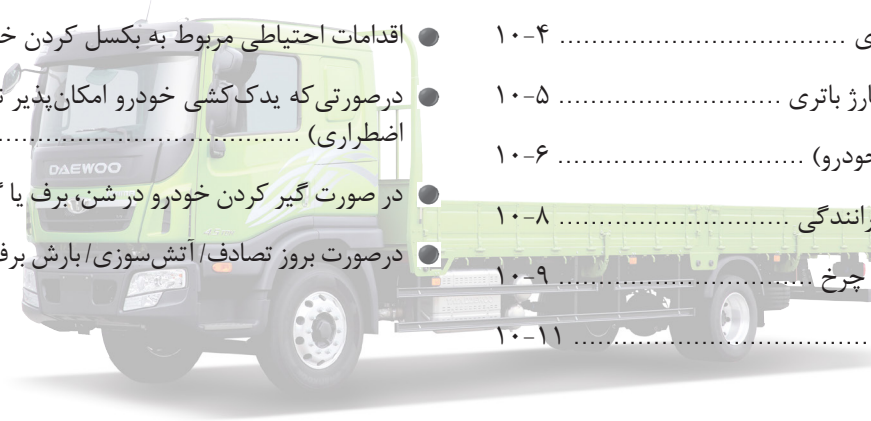 ی ................................ ۱۰-۴
ارژ باتری ............................ ۱۰-۵
خودرو) ............................... ۱۰-۶
رانندگی ............................. ۱۰-۸
چرخ ................................ ۱۰-۹
................................ ۱۰-۱۱
اقدامات احتیاطی مربوط به بکسل کردن
درصورتی‌که یدک‌کشی خودرو امکان‌پذیر
اضطراری) ................................
در صورت گیر کردن خودرو در شن، برف یا
درصورت بروز تصادف/ آتش‌سوزی/ بارش
DAEWOO